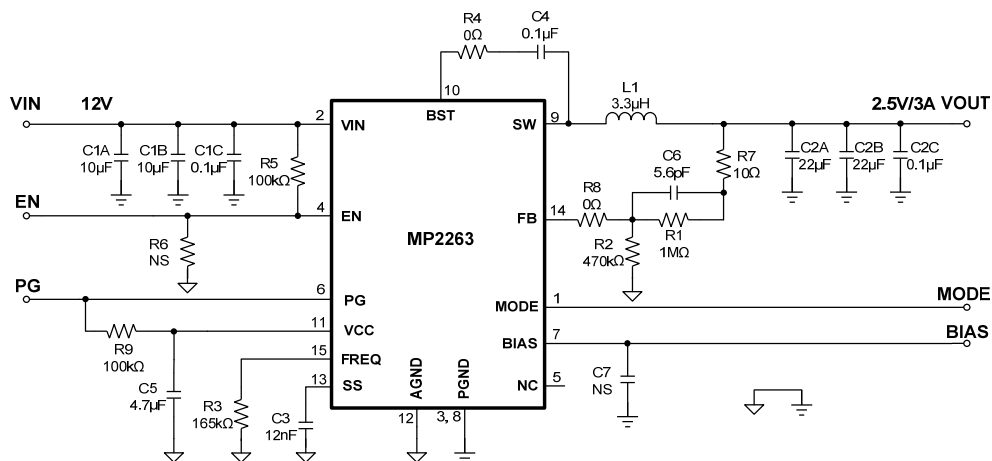 R4
0Ω
C4
0.1µF
10
BST
VIN
12V
2
VIN
SW
9
L1
3.3µH
2.5V/3A VOUT
C1A
10µF
C1B
10µF
C1C
0.1µF
R5
100kΩ
C6
5.6pF
R7
10Ω
C2A
22µF
C2B
22µF
C2C
0.1µF
EN
4
EN
MP2263
FB
14
R8
0Ω
R6
NS
R2
470kΩ
R1
1MΩ
PG
6
PG
MODE
1
MODE
11
VCC
BIAS
7
BIAS
R9
100kΩ
15
FREQ
13
SS
AGND
PGND
NC
5
C7
NS
C5
4.7µF
R3
165kΩ
C3
12nF
12
3, 8